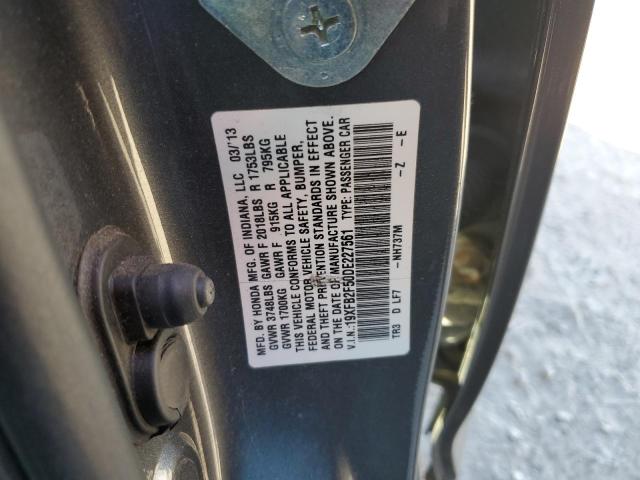 MFD. BY HONDA MFG. OF INDIANA, LLC 03/13
GVWR 3748LBS GAWR F 2018LBS R 1753LBS
GVWR 1700KG GAWR F 915KG R 795KG
THIS VEHICLE CONFORMS TO ALL APPLICABLE
FEDERAL MOTOR VEHICLE SAFETY, BUMPER,
AND THEFT PREVENTION STANDARDS IN EFFECT
ON THE DATE OF MANUFACTURE SHOWN ABOVE.
V.I.N.:19XFB2F50DE227561 TYPE: PASSENGER CAR
TR3 D LF7 -NH737M -Z -E